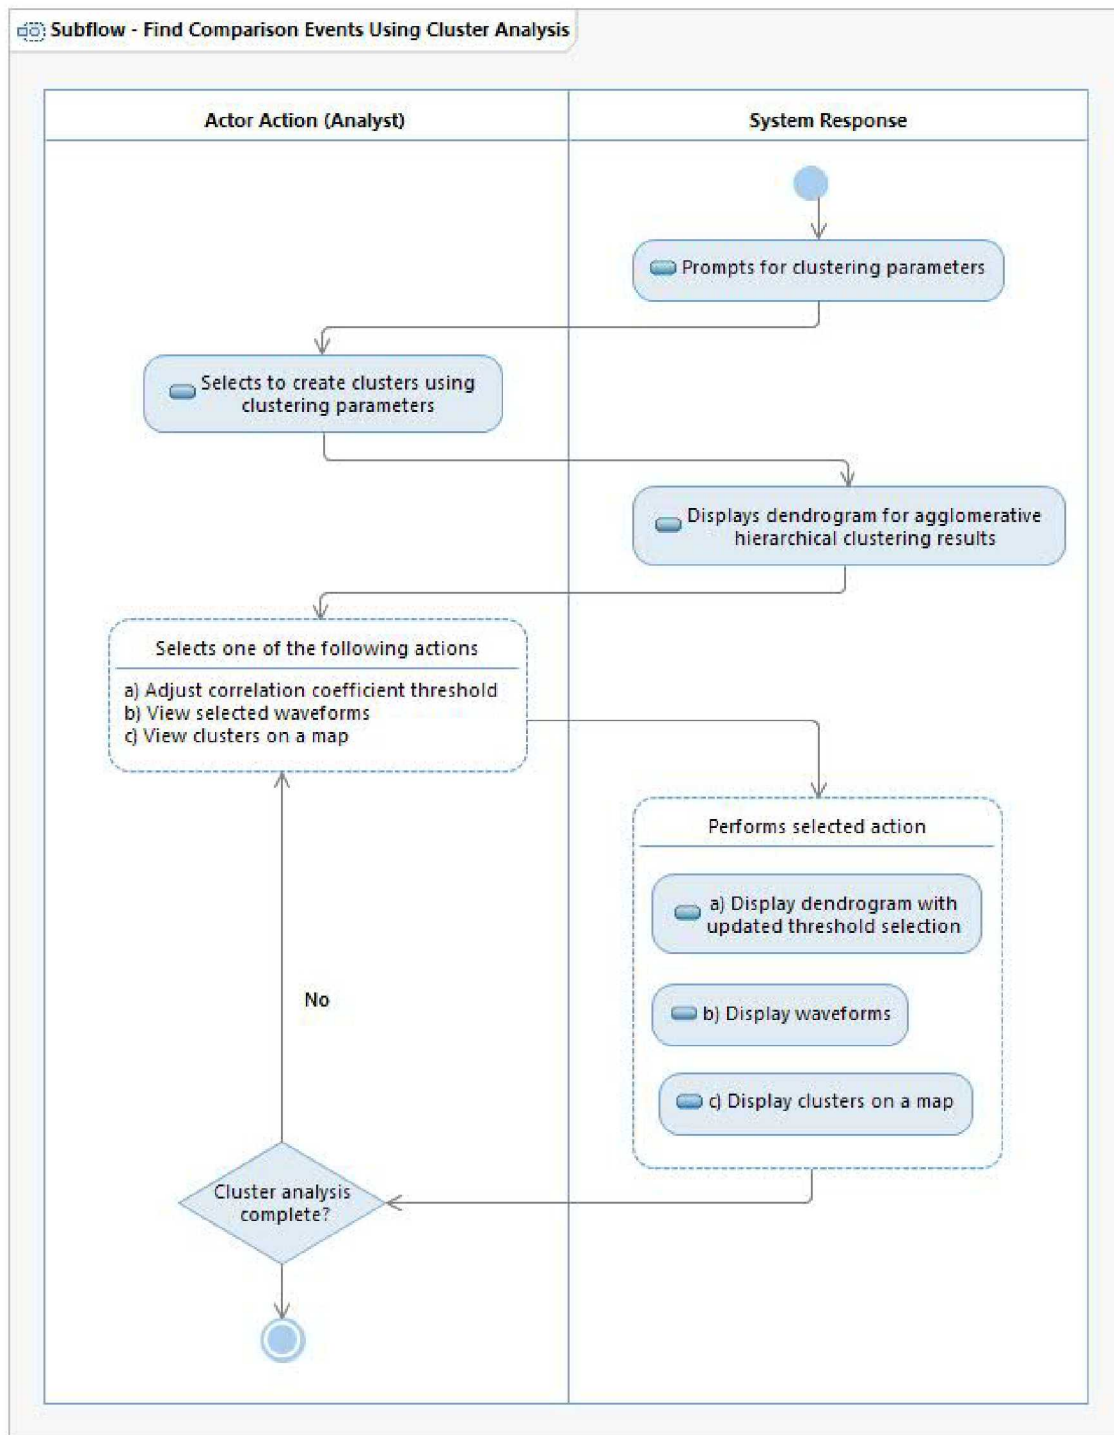 Subflow - Find Comparison Events Using Cluster Analysis
Actor Action (Analyst)
System Response
Prompts for clustering parameters
Selects to create clusters using
clustering parameters
Displays dendrogram for agglomerative
hierarchical clustering results
Selects one of the following actions
a) Adjust correlation coefficient threshold
b) View selected waveforms
c) View clusters on a map
Performs selected action
a) Display dendrogram with
updated threshold selection
b) Display waveforms
c) Display clusters on a map
No
Cluster analysis
complete?